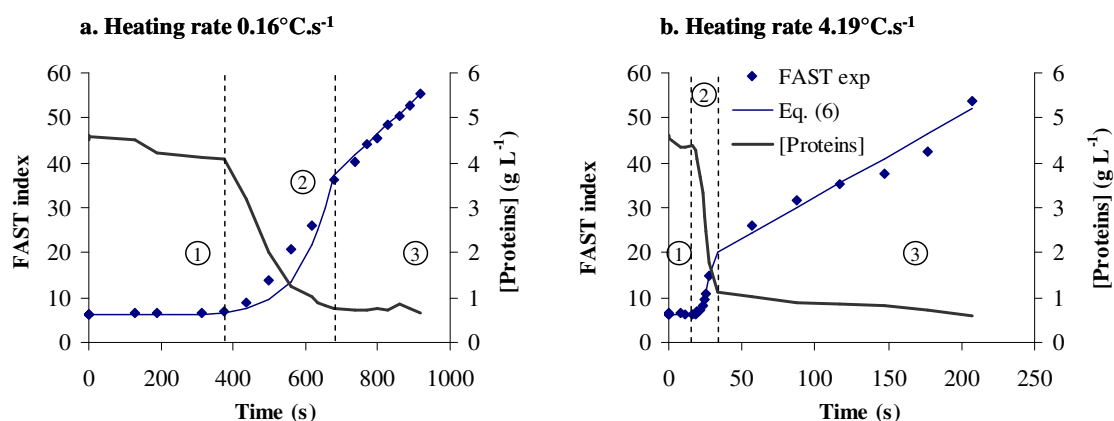 a. Heating rate 0.16°C.s⁻¹
60
50
40
30
20
10
0
FAST index
6
5
4
3
2
1
0
[Proteins] (g L⁻¹)
1
2
3
0 200 400 600 800 1000
Time (s)
b. Heating rate 4.19°C.s⁻¹
60
50
40
30
20
10
0
FAST index
6
5
4
3
2
1
0
[Proteins] (g L⁻¹)
2
FAST exp
Eq. (6)
[Proteins]
1
3
0 50 100 150 200 250
Time (s)